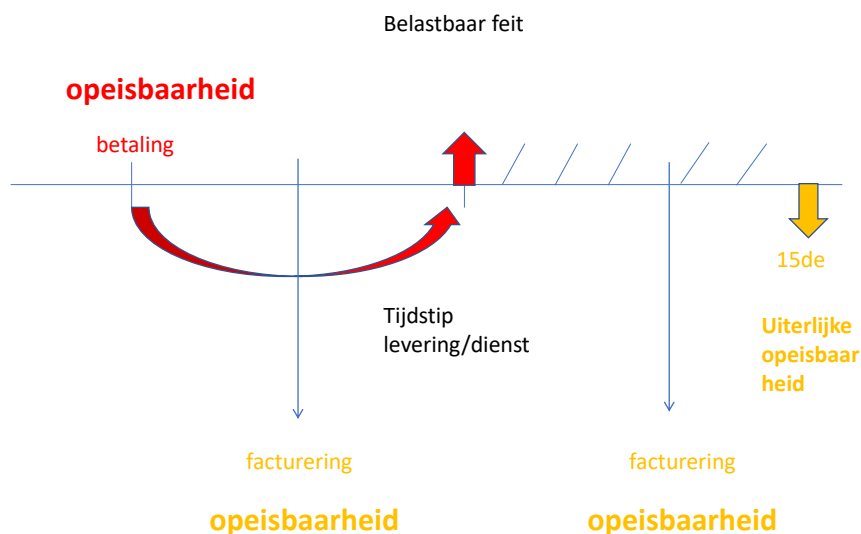 Belastbaar feit
opeisbaarheid
betaling
15de
Tijdstip
levering/dienst
Uiterlijke
opeisbaar
heid
facturering
facturering
opeisbaarheid
opeisbaarheid